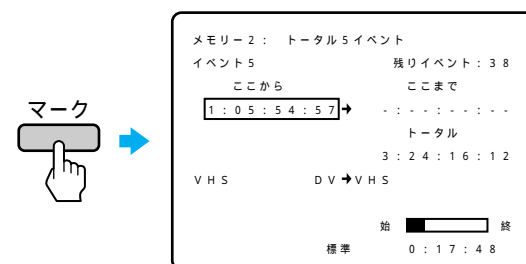 マーク
メモリー2： トータル5イベント
イベント5 残りイベント：38
ここから ここまで
1：05：54：57➔ -：--：--：--
トータル
3：24：16：12
VHS DV➔VHS
始 終
標準 0：17：48